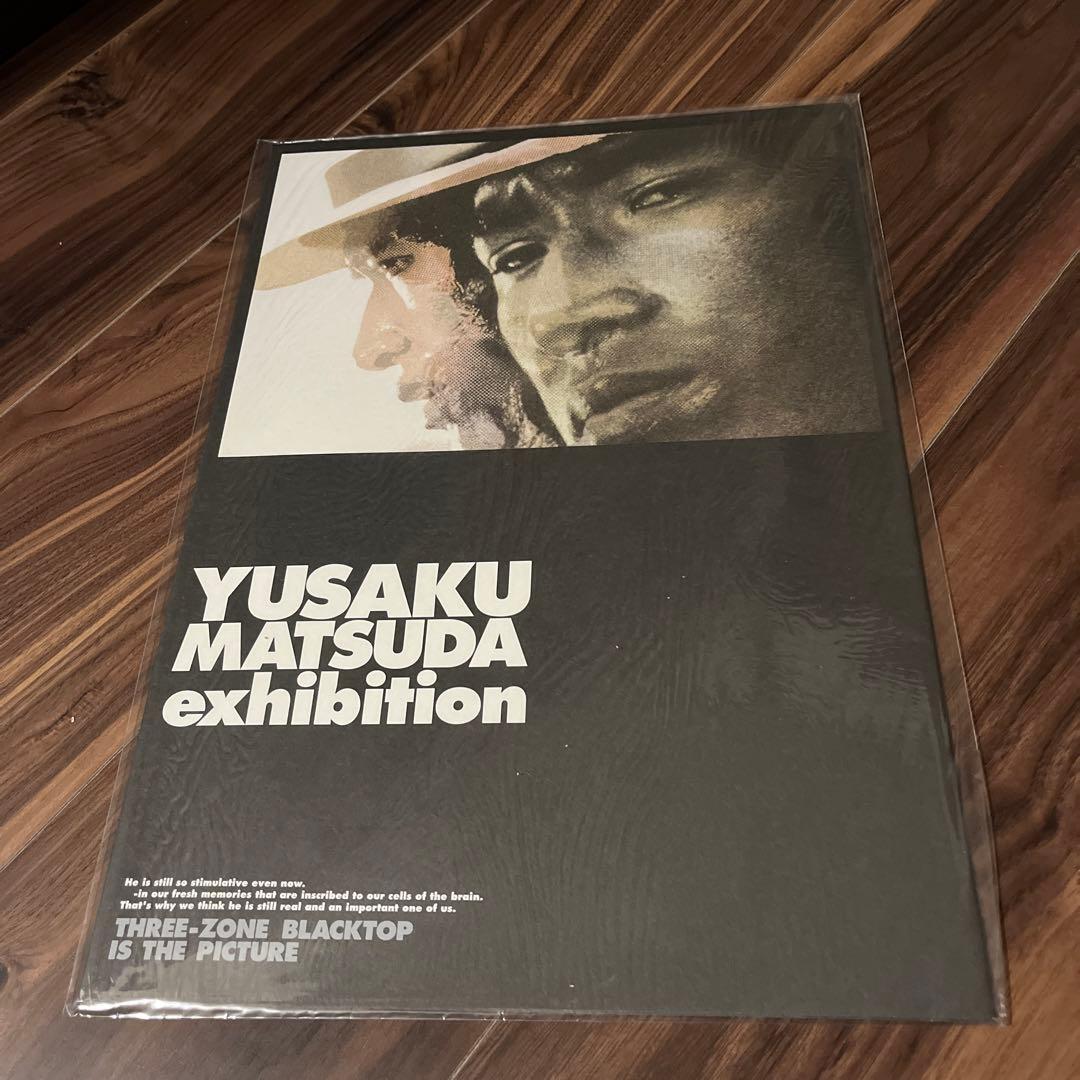 YUSAKU
MATSUDA
exhibition
He is still so stimulative even now.
-in our fresh memories that are inscribed to our cells of the brain.
That's why we think he is still real and an important one of us.
THREE-ZONE BLACKTOP
IS THE PICTURE